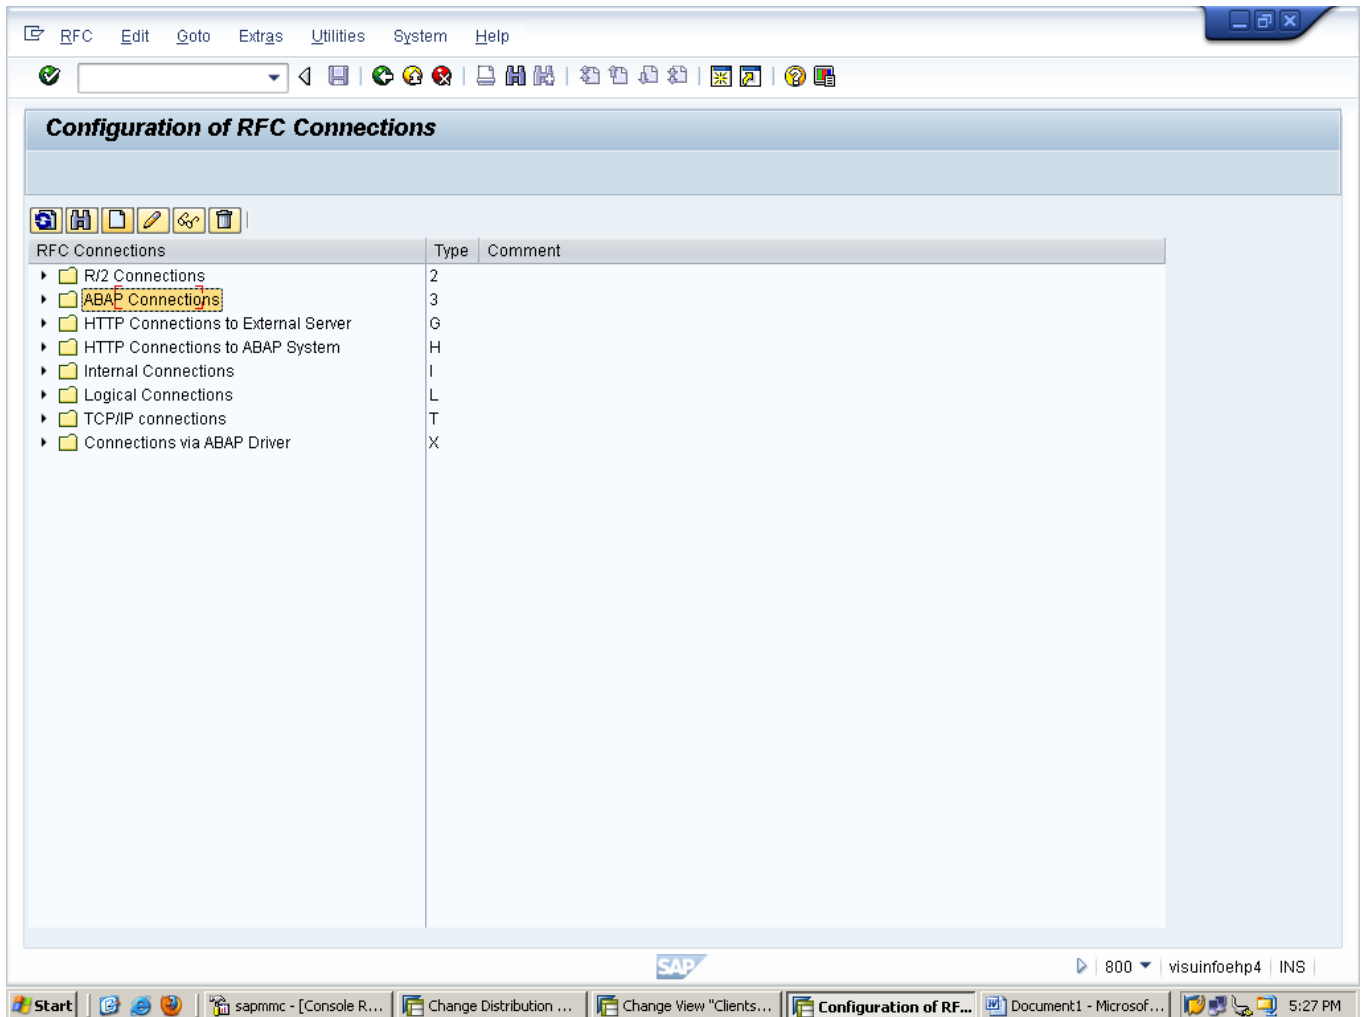 RFC Edit Goto Extras Utilities System Help
Configuration of RFC Connections
RFC Connections Type Comment
R/2 Connections 2
ABAP Connections 3
HTTP Connections to External Server G
HTTP Connections to ABAP System H
Internal Connections I
Logical Connections L
TCP/IP connections T
Connections via ABAP Driver X
SAP 800 visuinfoehp4 INS
Start sapmmc - [Console R... Change Distribution ... Change View "Clients... Configuration of RF... Document1 - Microsof... 5:27 PM